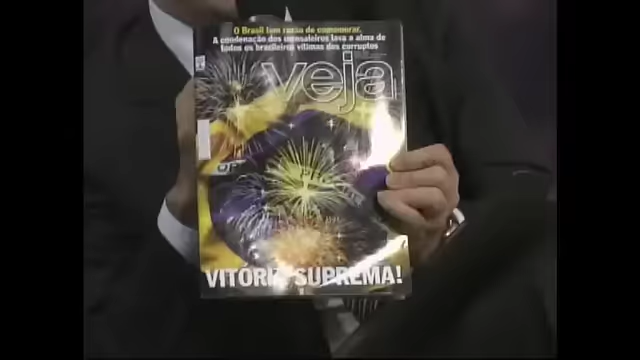 O Brasil tem razão de comemorar.
A condenação dos mensaleiros lava a alma de
todos os brasileiros vítimas dos corruptos
veja
VITÓRIA SUPREMA!